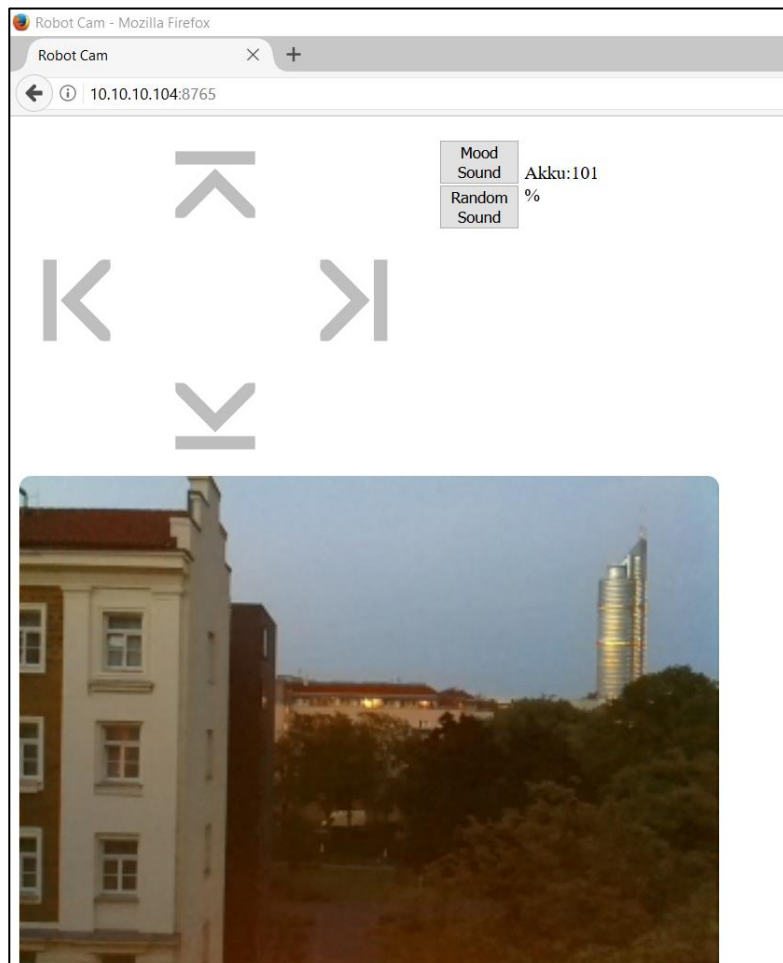 Robot Cam - Mozilla Firefox
Robot Cam
10.10.10.104:8765
Mood
Sound
Random
Sound
Akku:101
%